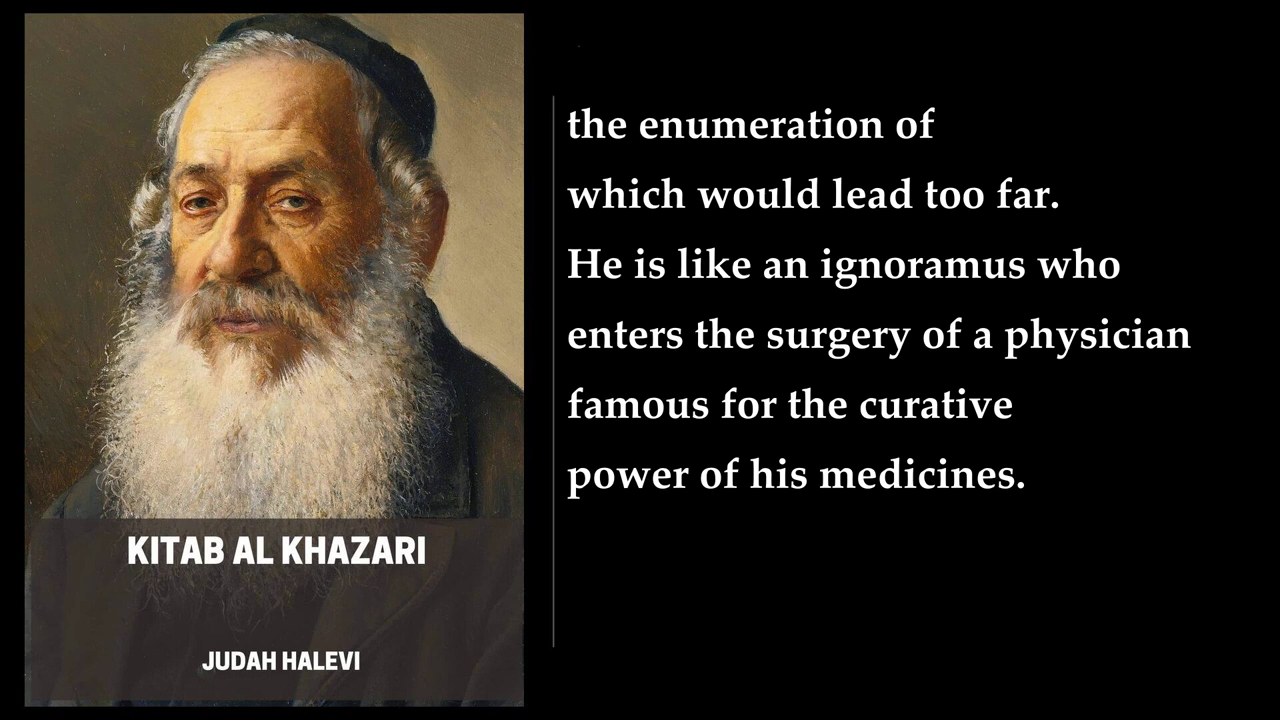 KITAB AL KHAZARI
JUDAH HALEVI
the enumeration of
which would lead too far.
He is like an ignoramus who
enters the surgery of a physician
famous for the curative
power of his medicines.